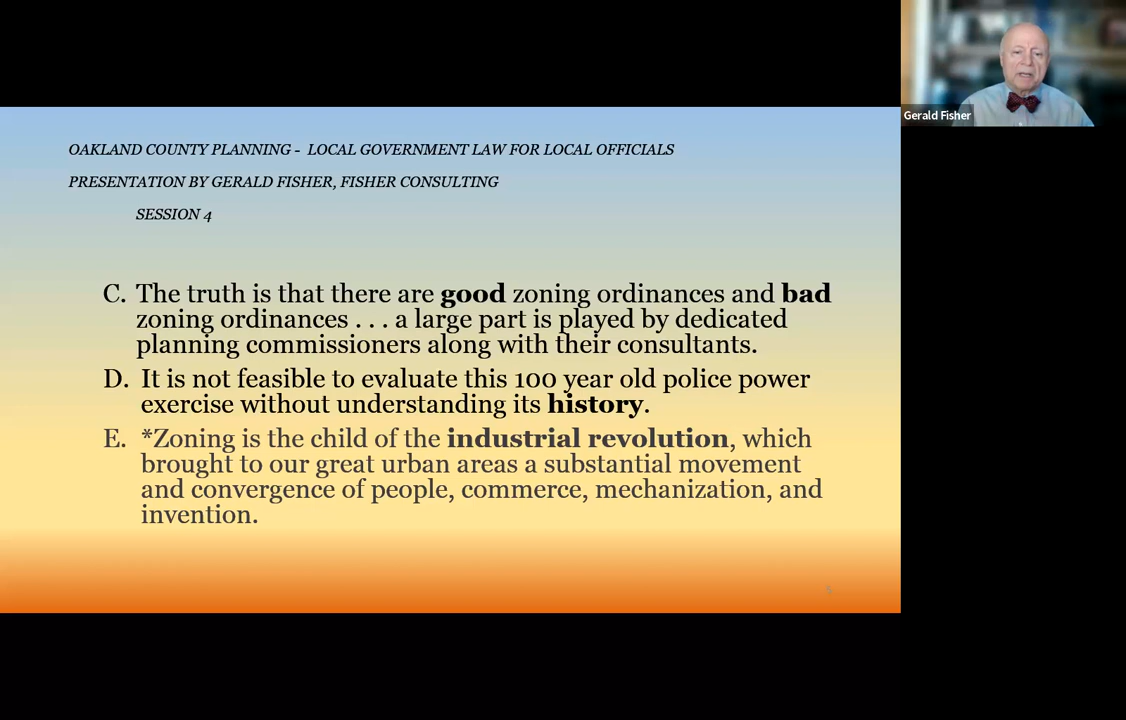 OAKLAND COUNTY PLANNING - LOCAL GOVERNMENT LAW FOR LOCAL OFFICIALS
PRESENTATION BY GERALD FISHER, FISHER CONSULTING
SESSION 4
C. The truth is that there are good zoning ordinances and bad
zoning ordinances . . . a large part is played by dedicated
planning commissioners along with their consultants.
D. It is not feasible to evaluate this 100 year old police power
exercise without understanding its history.
E. *Zoning is the child of the industrial revolution, which
brought to our great urban areas a substantial movement
and convergence of people, commerce, mechanization, and
invention.
Gerald Fisher